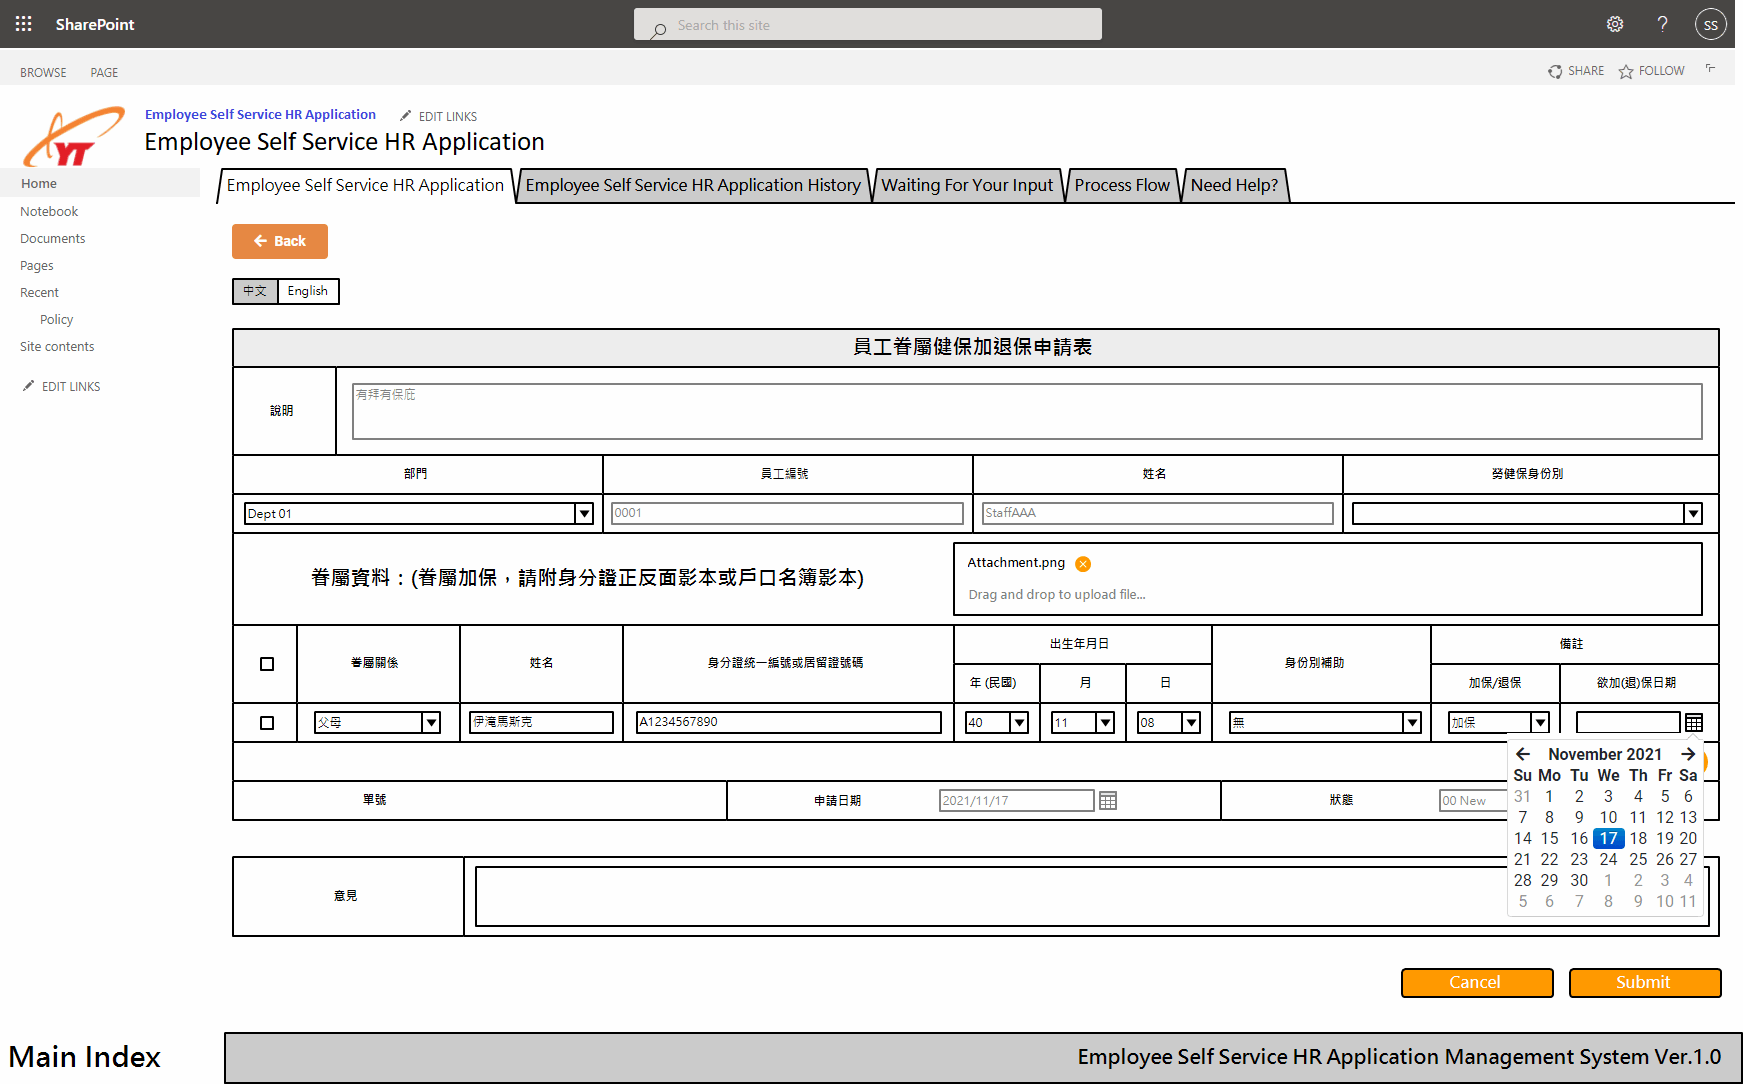 SharePoint
Search this site
SS
BROWSE PAGE
SHARE FOLLOW
YT
Employee Self Service HR Application EDIT LINKS
Employee Self Service HR Application
Home
Notebook
Documents
Pages
Recent
Policy
Site contents
EDIT LINKS
Employee Self Service HR Application Employee Self Service HR Application History Waiting For Your Input Process Flow Need Help?
Back
中文 English
員工眷屬健保加退保申請表
說明 有拜有保庇
部門 員工編號 姓名 勞健保身份別
Dept 01 0001 StaffAAA
眷屬資料：(眷屬加保，請附身分證正反面影本或戶口名簿影本)
Attachment.png
Drag and drop to upload file...
眷屬關係 姓名 身分證統一編號或居留證號碼 出生年月日 身份別補助 備註
年 (民國) 月 日 加保/退保 欲加(退)保日期
父母 伊淹馬斯克 A1234567890 40 11 08 無 加保
單號 申請日期 2021/11/17 狀態 00 New
November 2021
Su Mo Tu We Th Fr Sa
31 1 2 3 4 5 6
7 8 9 10 11 12 13
14 15 16 17 18 19 20
21 22 23 24 25 26 27
28 29 30 1 2 3 4
5 6 7 8 9 10 11
意見
Cancel Submit
Main Index
Employee Self Service HR Application Management System Ver.1.0